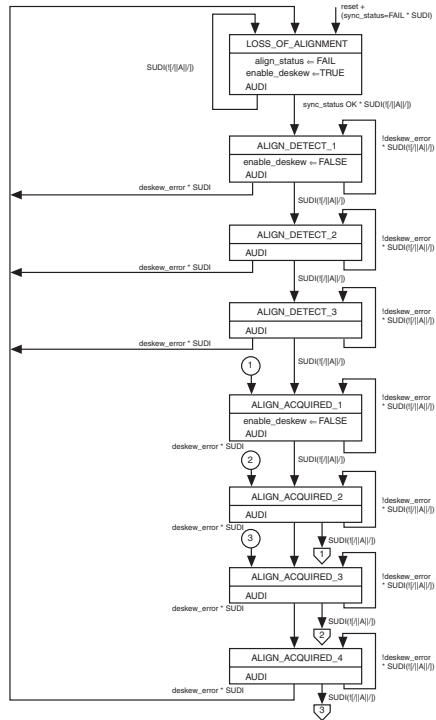 reset +
(sync_status=FAIL * SUDI)
LOSS_OF_ALIGNMENT
SUDI(![/||A||/])
align_status ⇐ FAIL
enable_deskew ⇐TRUE
AUDI
sync_status OK * SUDI(![/||A||/])
ALIGN_DETECT_1
!deskew_error
* SUDI(![/||A||/])
enable_deskew ⇐ FALSE
AUDI
deskew_error * SUDI
SUDI(![/||A||/])
ALIGN_DETECT_2
!deskew_error
* SUDI(![/||A||/])
AUDI
deskew_error * SUDI
SUDI(![/||A||/])
ALIGN_DETECT_3
!deskew_error
* SUDI(![/||A||/])
AUDI
deskew_error * SUDI
SUDI(![/||A||/])
1
ALIGN_ACQUIRED_1
!deskew_error
* SUDI(![/||A||/])
enable_deskew ⇐ FALSE
AUDI
deskew_error * SUDI
SUDI(![/||A||/])
2
ALIGN_ACQUIRED_2
!deskew_error
* SUDI(![/||A||/])
AUDI
deskew_error * SUDI
SUDI(![/||A||/])
1
3
ALIGN_ACQUIRED_3
!deskew_error
* SUDI(![/||A||/])
AUDI
deskew_error * SUDI
SUDI(![/||A||/])
2
ALIGN_ACQUIRED_4
!deskew_error
* SUDI(![/||A||/])
AUDI
deskew_error * SUDI
SUDI(![/||A||/])
3